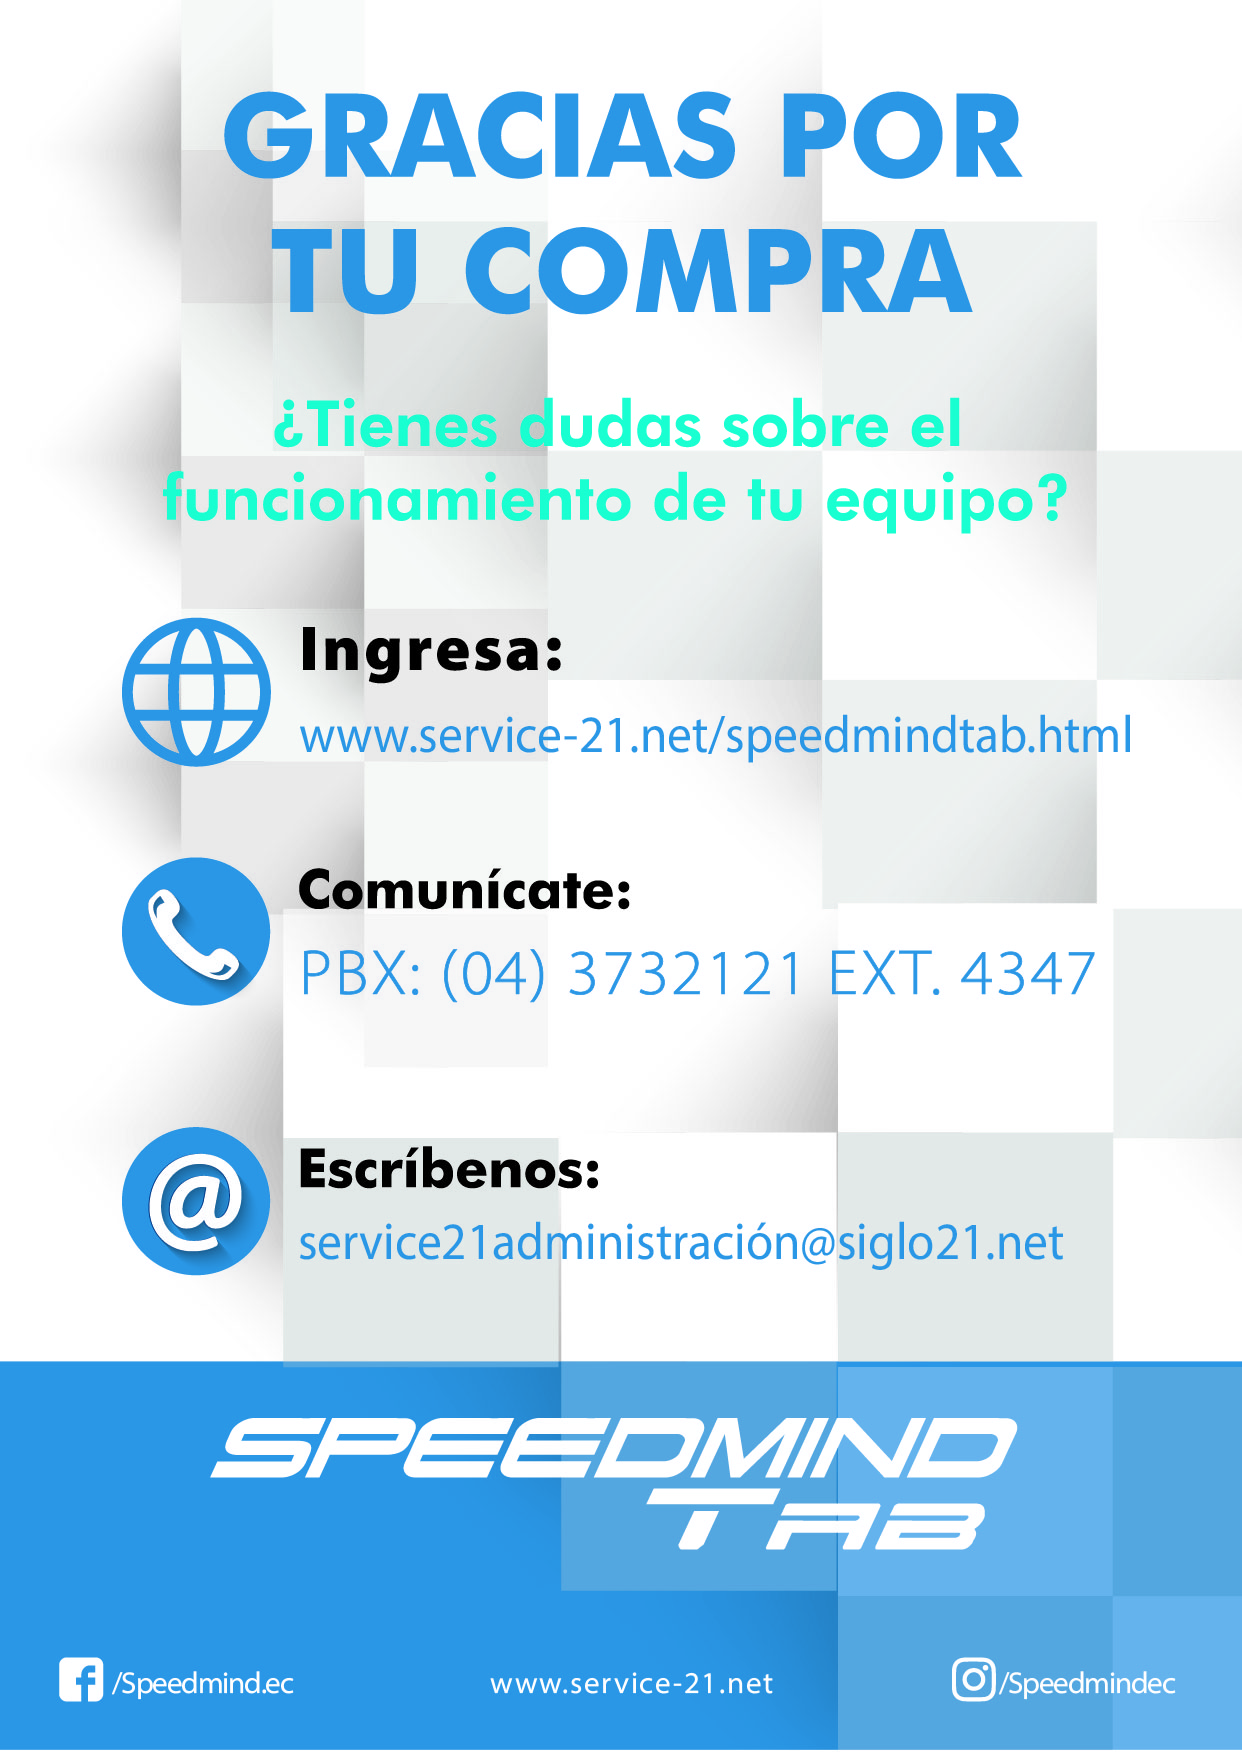 GRACIAS POR
TU COMPRA
¿Tienes dudas sobre el
funcionamiento de tu equipo?
Ingresa:
www.service-21.net/speedmindtab.html
Comunícate:
PBX: (04) 3732121 EXT. 4347
@
Escríbenos:
service21administración@siglo21.net
SPEEDMIND
TAB
/Speedmind.ec
www.service-21.net
/Speedmindec